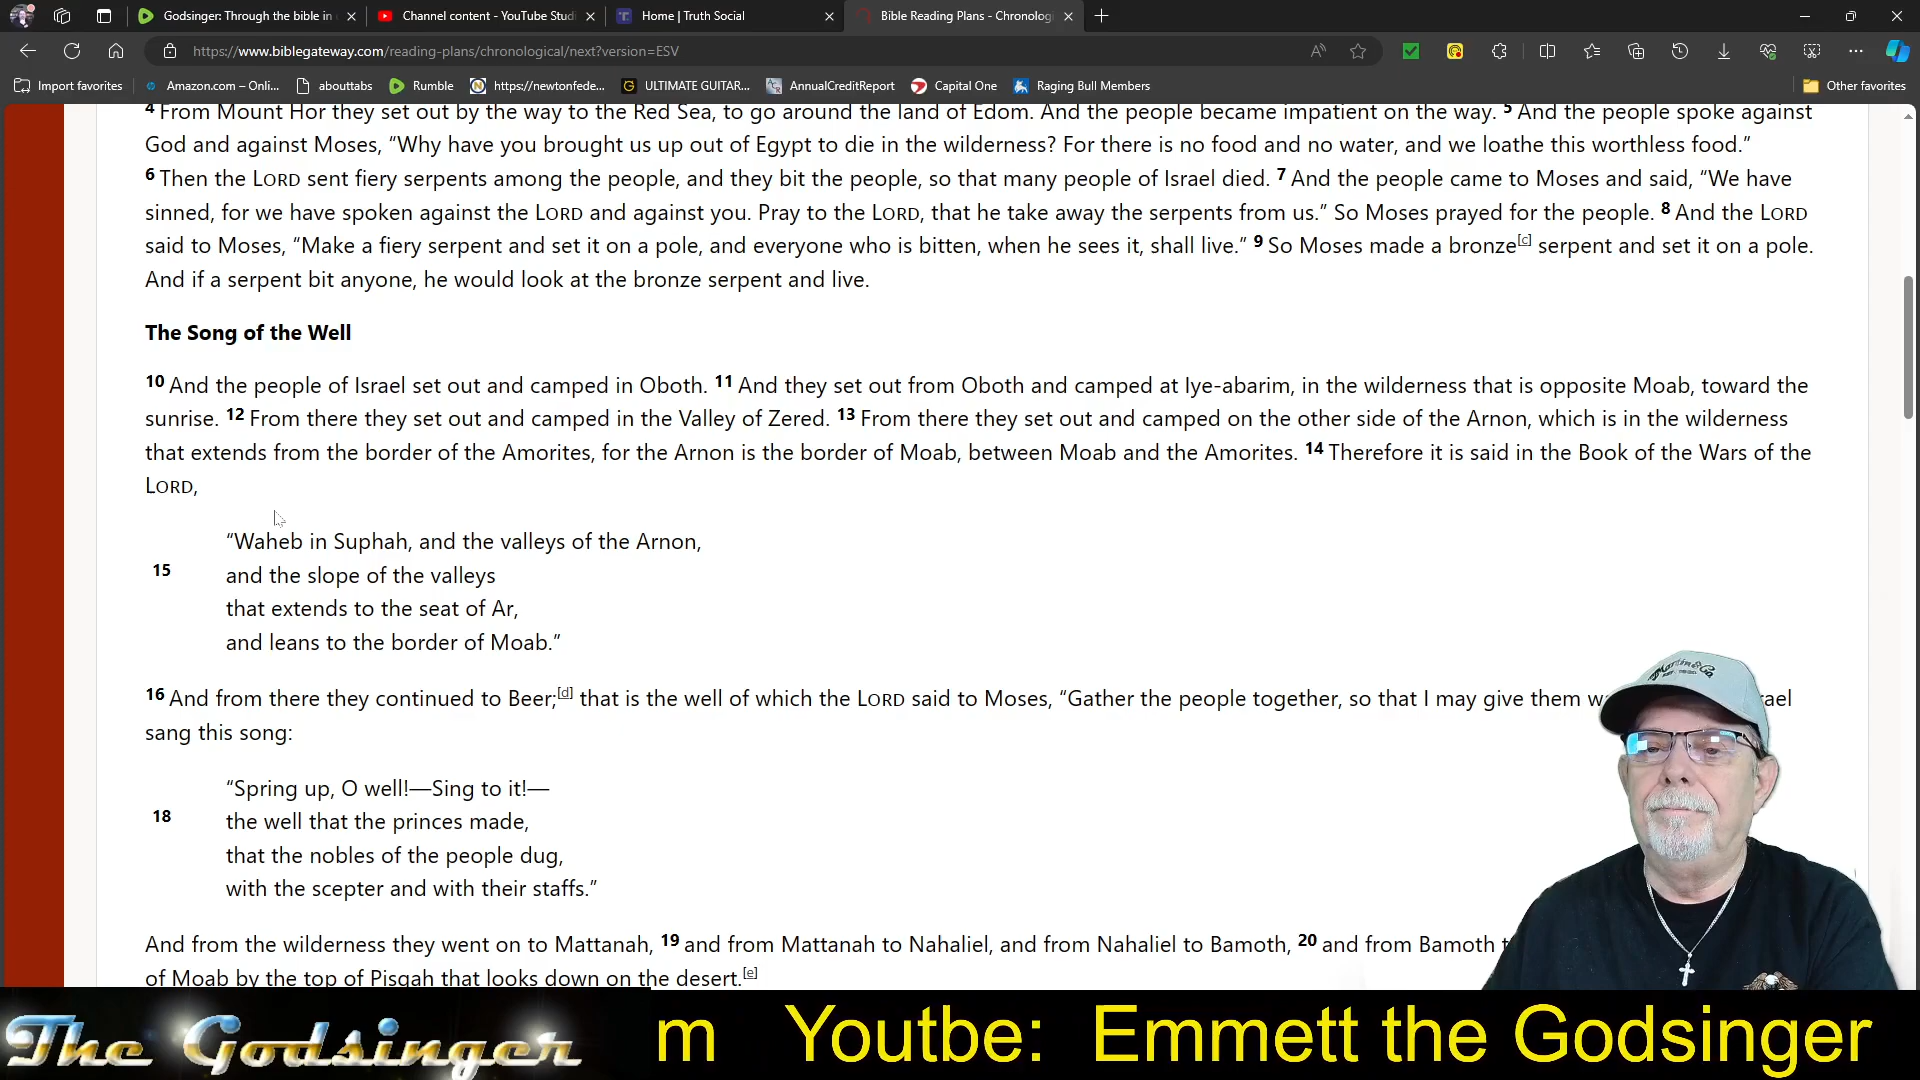 Godsinger: Through the bible in
Channel content - YouTube Studi
Home | Truth Social
Bible Reading Plans - Chronolog
https://www.biblegateway.com/reading-plans/chronological/next?version=ESV
Import favorites
Amazon.com – Onli...
abouttabs
Rumble
https://newtonfede...
ULTIMATE GUITAR...
AnnualCreditReport
Capital One
Raging Bull Members
Other favorites
4 From Mount Hor they set out by the way to the Red Sea, to go around the land of Edom. And the people became impatient on the way. 5 And the people spoke against
God and against Moses, “Why have you brought us up out of Egypt to die in the wilderness? For there is no food and no water, and we loathe this worthless food.”
6 Then the LORD sent fiery serpents among the people, and they bit the people, so that many people of Israel died. 7 And the people came to Moses and said, “We have
sinned, for we have spoken against the LORD and against you. Pray to the LORD, that he take away the serpents from us.” So Moses prayed for the people. 8 And the LORD
said to Moses, “Make a fiery serpent and set it on a pole, and everyone who is bitten, when he sees it, shall live.” 9 So Moses made a bronze[c] serpent and set it on a pole.
And if a serpent bit anyone, he would look at the bronze serpent and live.
The Song of the Well
10 And the people of Israel set out and camped in Oboth. 11 And they set out from Oboth and camped at Iye-abarim, in the wilderness that is opposite Moab, toward the
sunrise. 12 From there they set out and camped in the Valley of Zered. 13 From there they set out and camped on the other side of the Arnon, which is in the wilderness
that extends from the border of the Amorites, for the Arnon is the border of Moab, between Moab and the Amorites. 14 Therefore it is said in the Book of the Wars of the
LORD,
“Waheb in Suphah, and the valleys of the Arnon,
15 and the slope of the valleys
that extends to the seat of Ar,
and leans to the border of Moab.”
16 And from there they continued to Beer;[d] that is the well of which the LORD said to Moses, “Gather the people together, so that I may give them
sang this song:
“Spring up, O well!—Sing to it!—
18 the well that the princes made,
that the nobles of the people dug,
with the scepter and with their staffs.”
And from the wilderness they went on to Mattanah, 19 and from Mattanah to Nahaliel, and from Nahaliel to Bamoth, 20 and from Bamoth
of Moab by the top of Pisgah that looks down on the desert.[e]
Martin & Co
The Godsinger m Youtbe: Emmett the Godsinger